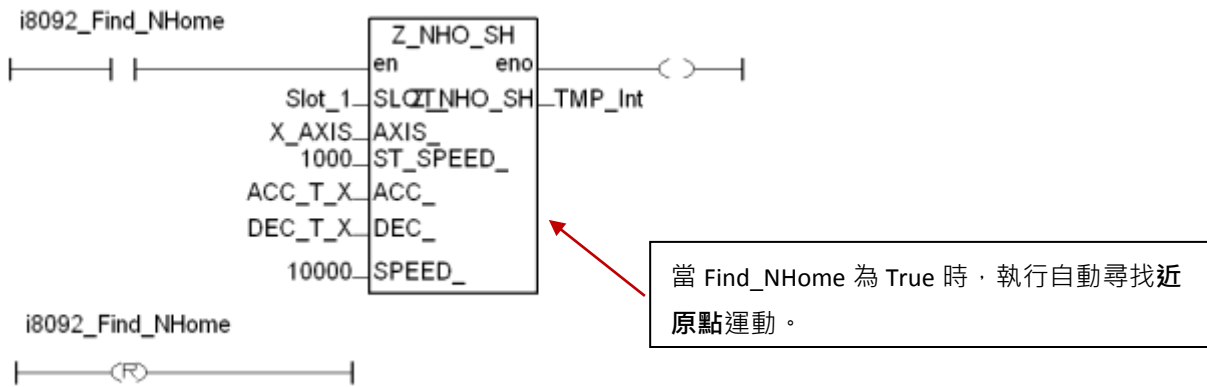 i8092_Find_NHome
Z_NHO_SH
en eno
Slot_1 SLOT_ Z_NHO_SH TMP_Int
X_AXIS AXIS_
1000 ST_SPEED_
ACC_T_X ACC_
DEC_T_X DEC_
10000 SPEED_
當 Find_NHome 為 True 時,執行自動尋找近
原點運動。
i8092_Find_NHome
(R)